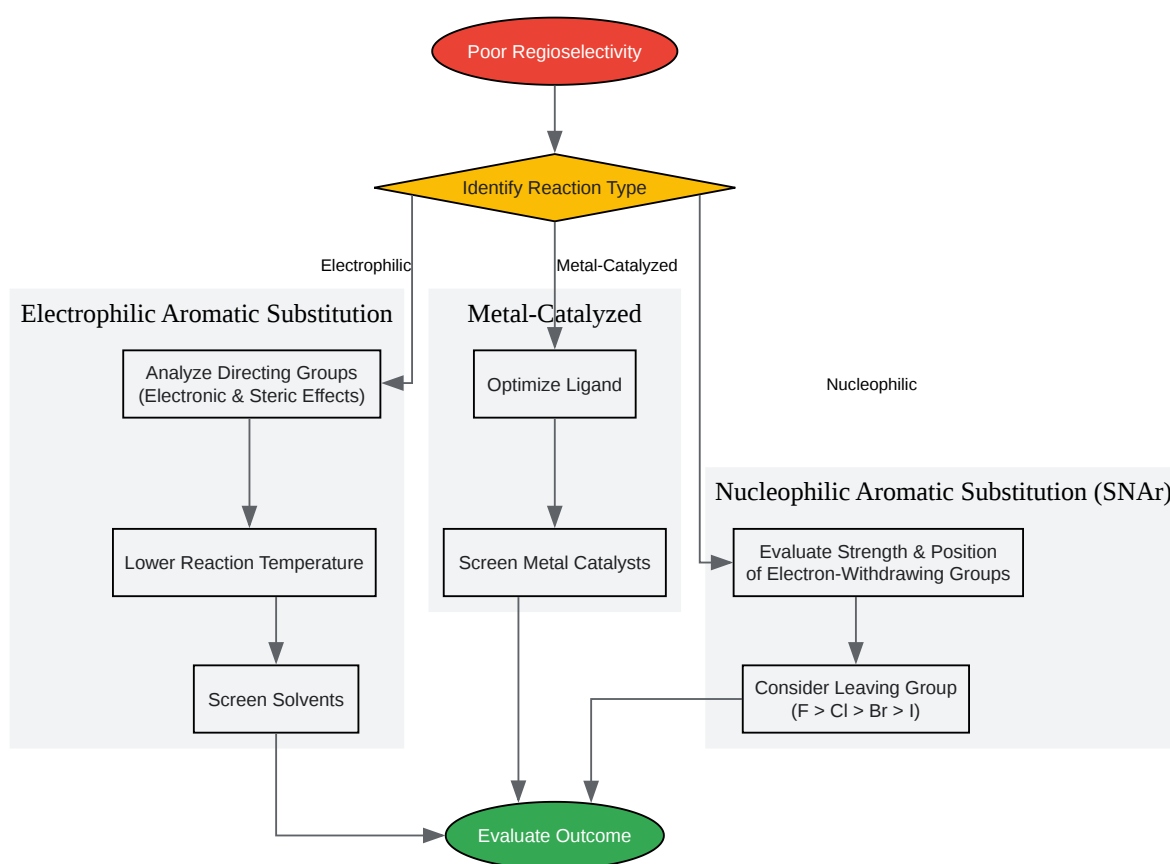 Poor Regioselectivity
Identify Reaction Type
Electrophilic
Metal-Catalyzed
Nucleophilic
Electrophilic Aromatic Substitution
Analyze Directing Groups
(Electronic & Steric Effects)
Lower Reaction Temperature
Screen Solvents
Metal-Catalyzed
Optimize Ligand
Screen Metal Catalysts
Nucleophilic Aromatic Substitution (SNAr)
Evaluate Strength & Position
of Electron-Withdrawing Groups
Consider Leaving Group
(F > Cl > Br > I)
Evaluate Outcome